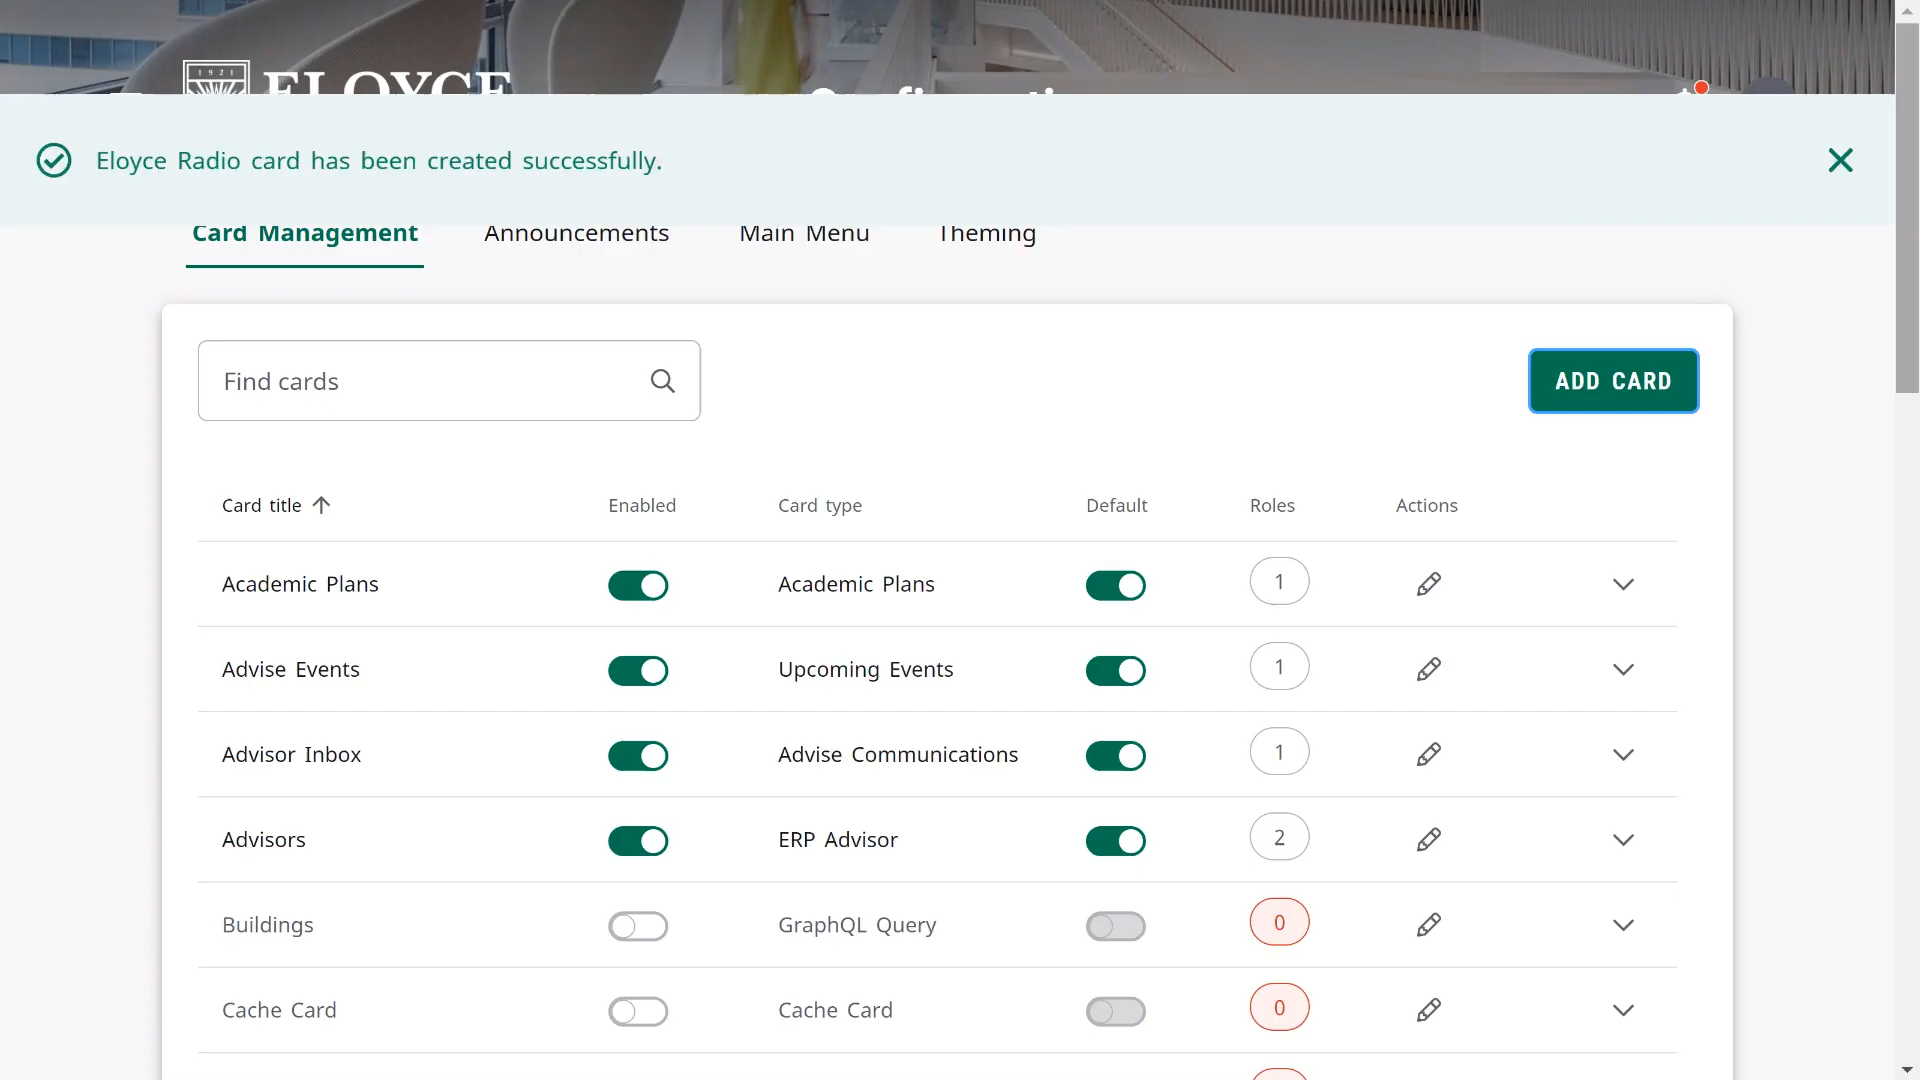 1921
ELOYCE
Eloyce Radio card has been created successfully.
Card Management
Announcements
Main Menu
Theming
Find cards
ADD CARD
Card title
Enabled
Card type
Default
Roles
Actions
Academic Plans
Academic Plans
1
Advise Events
Upcoming Events
1
Advisor Inbox
Advise Communications
1
Advisors
ERP Advisor
2
Buildings
GraphQL Query
0
Cache Card
Cache Card
0